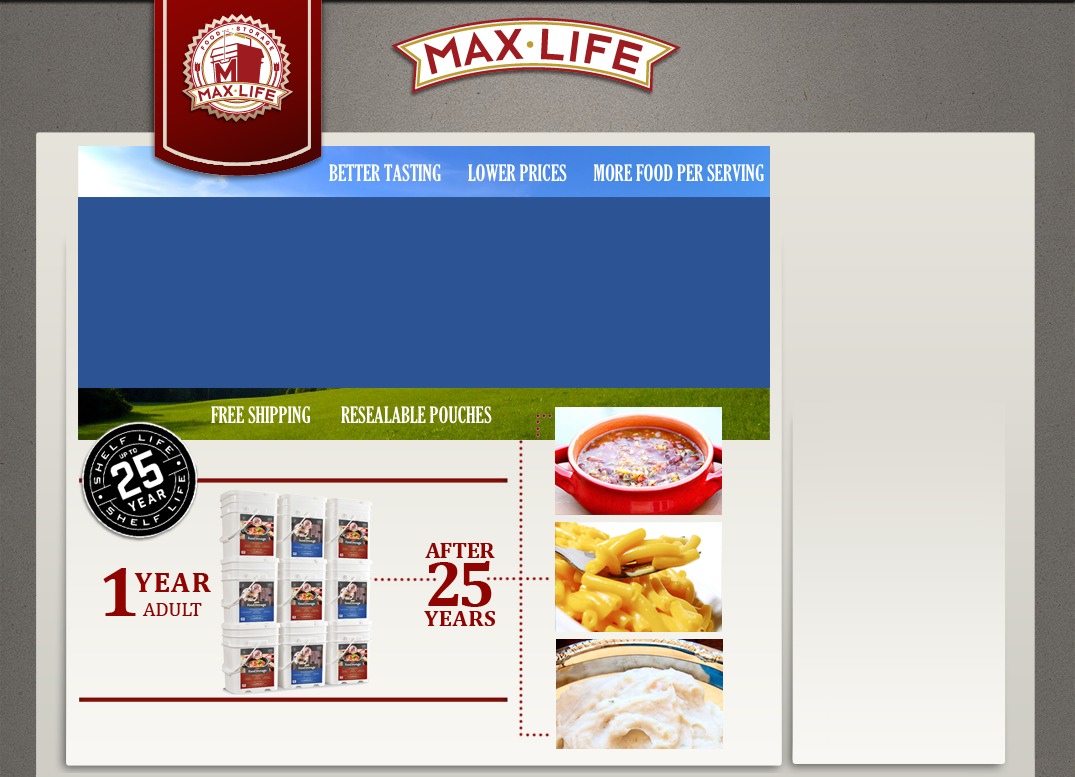 FOOD STORAGE
M
MAX·LIFE
MAX·LIFE
BETTER TASTING
LOWER PRICES
MORE FOOD PER SERVING
FREE SHIPPING
RESEALABLE POUCHES
SHELF LIFE
UP TO
25
YEAR
SHELF LIFE
1 YEAR
ADULT
AFTER
25
YEARS